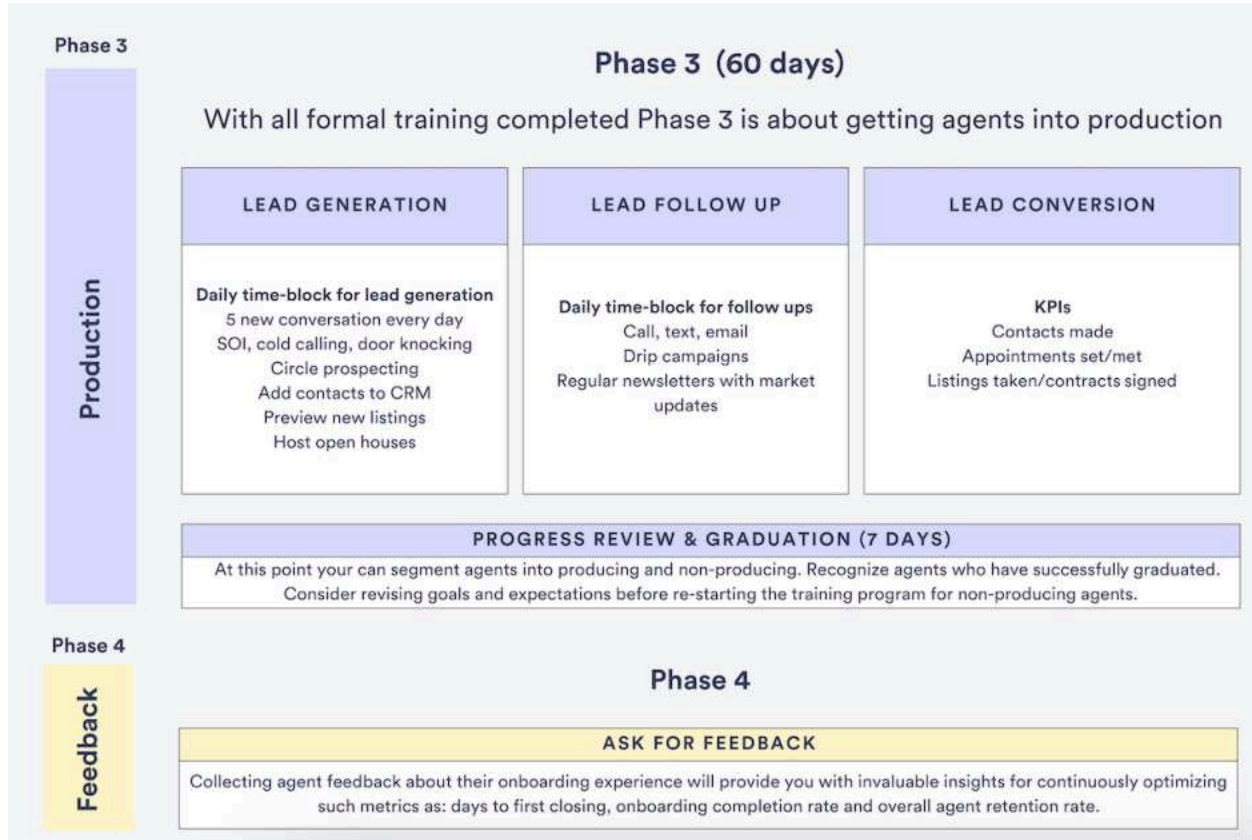 Phase 3
Production
Phase 3 (60 days)
With all formal training completed Phase 3 is about getting agents into production
LEAD GENERATION
Daily time-block for lead generation
5 new conversation every day
SOI, cold calling, door knocking
Circle prospecting
Add contacts to CRM
Preview new listings
Host open houses
LEAD FOLLOW UP
Daily time-block for follow ups
Call, text, email
Drip campaigns
Regular newsletters with market
updates
LEAD CONVERSION
KPIs
Contacts made
Appointments set/met
Listings taken/contracts signed
PROGRESS REVIEW & GRADUATION (7 DAYS)
At this point your can segment agents into producing and non-producing. Recognize agents who have successfully graduated.
Consider revising goals and expectations before re-starting the training program for non-producing agents.
Phase 4
Feedback
Phase 4
ASK FOR FEEDBACK
Collecting agent feedback about their onboarding experience will provide you with invaluable insights for continuously optimizing
such metrics as: days to first closing, onboarding completion rate and overall agent retention rate.